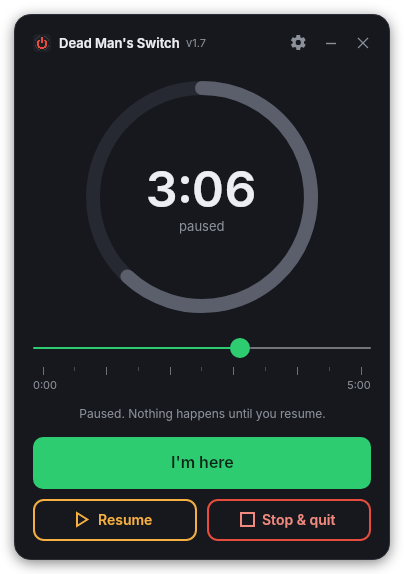 Dead Man's Switch v1.7
3:06
paused
0:00 5:00
Paused. Nothing happens until you resume.
I'm here
Resume Stop & quit